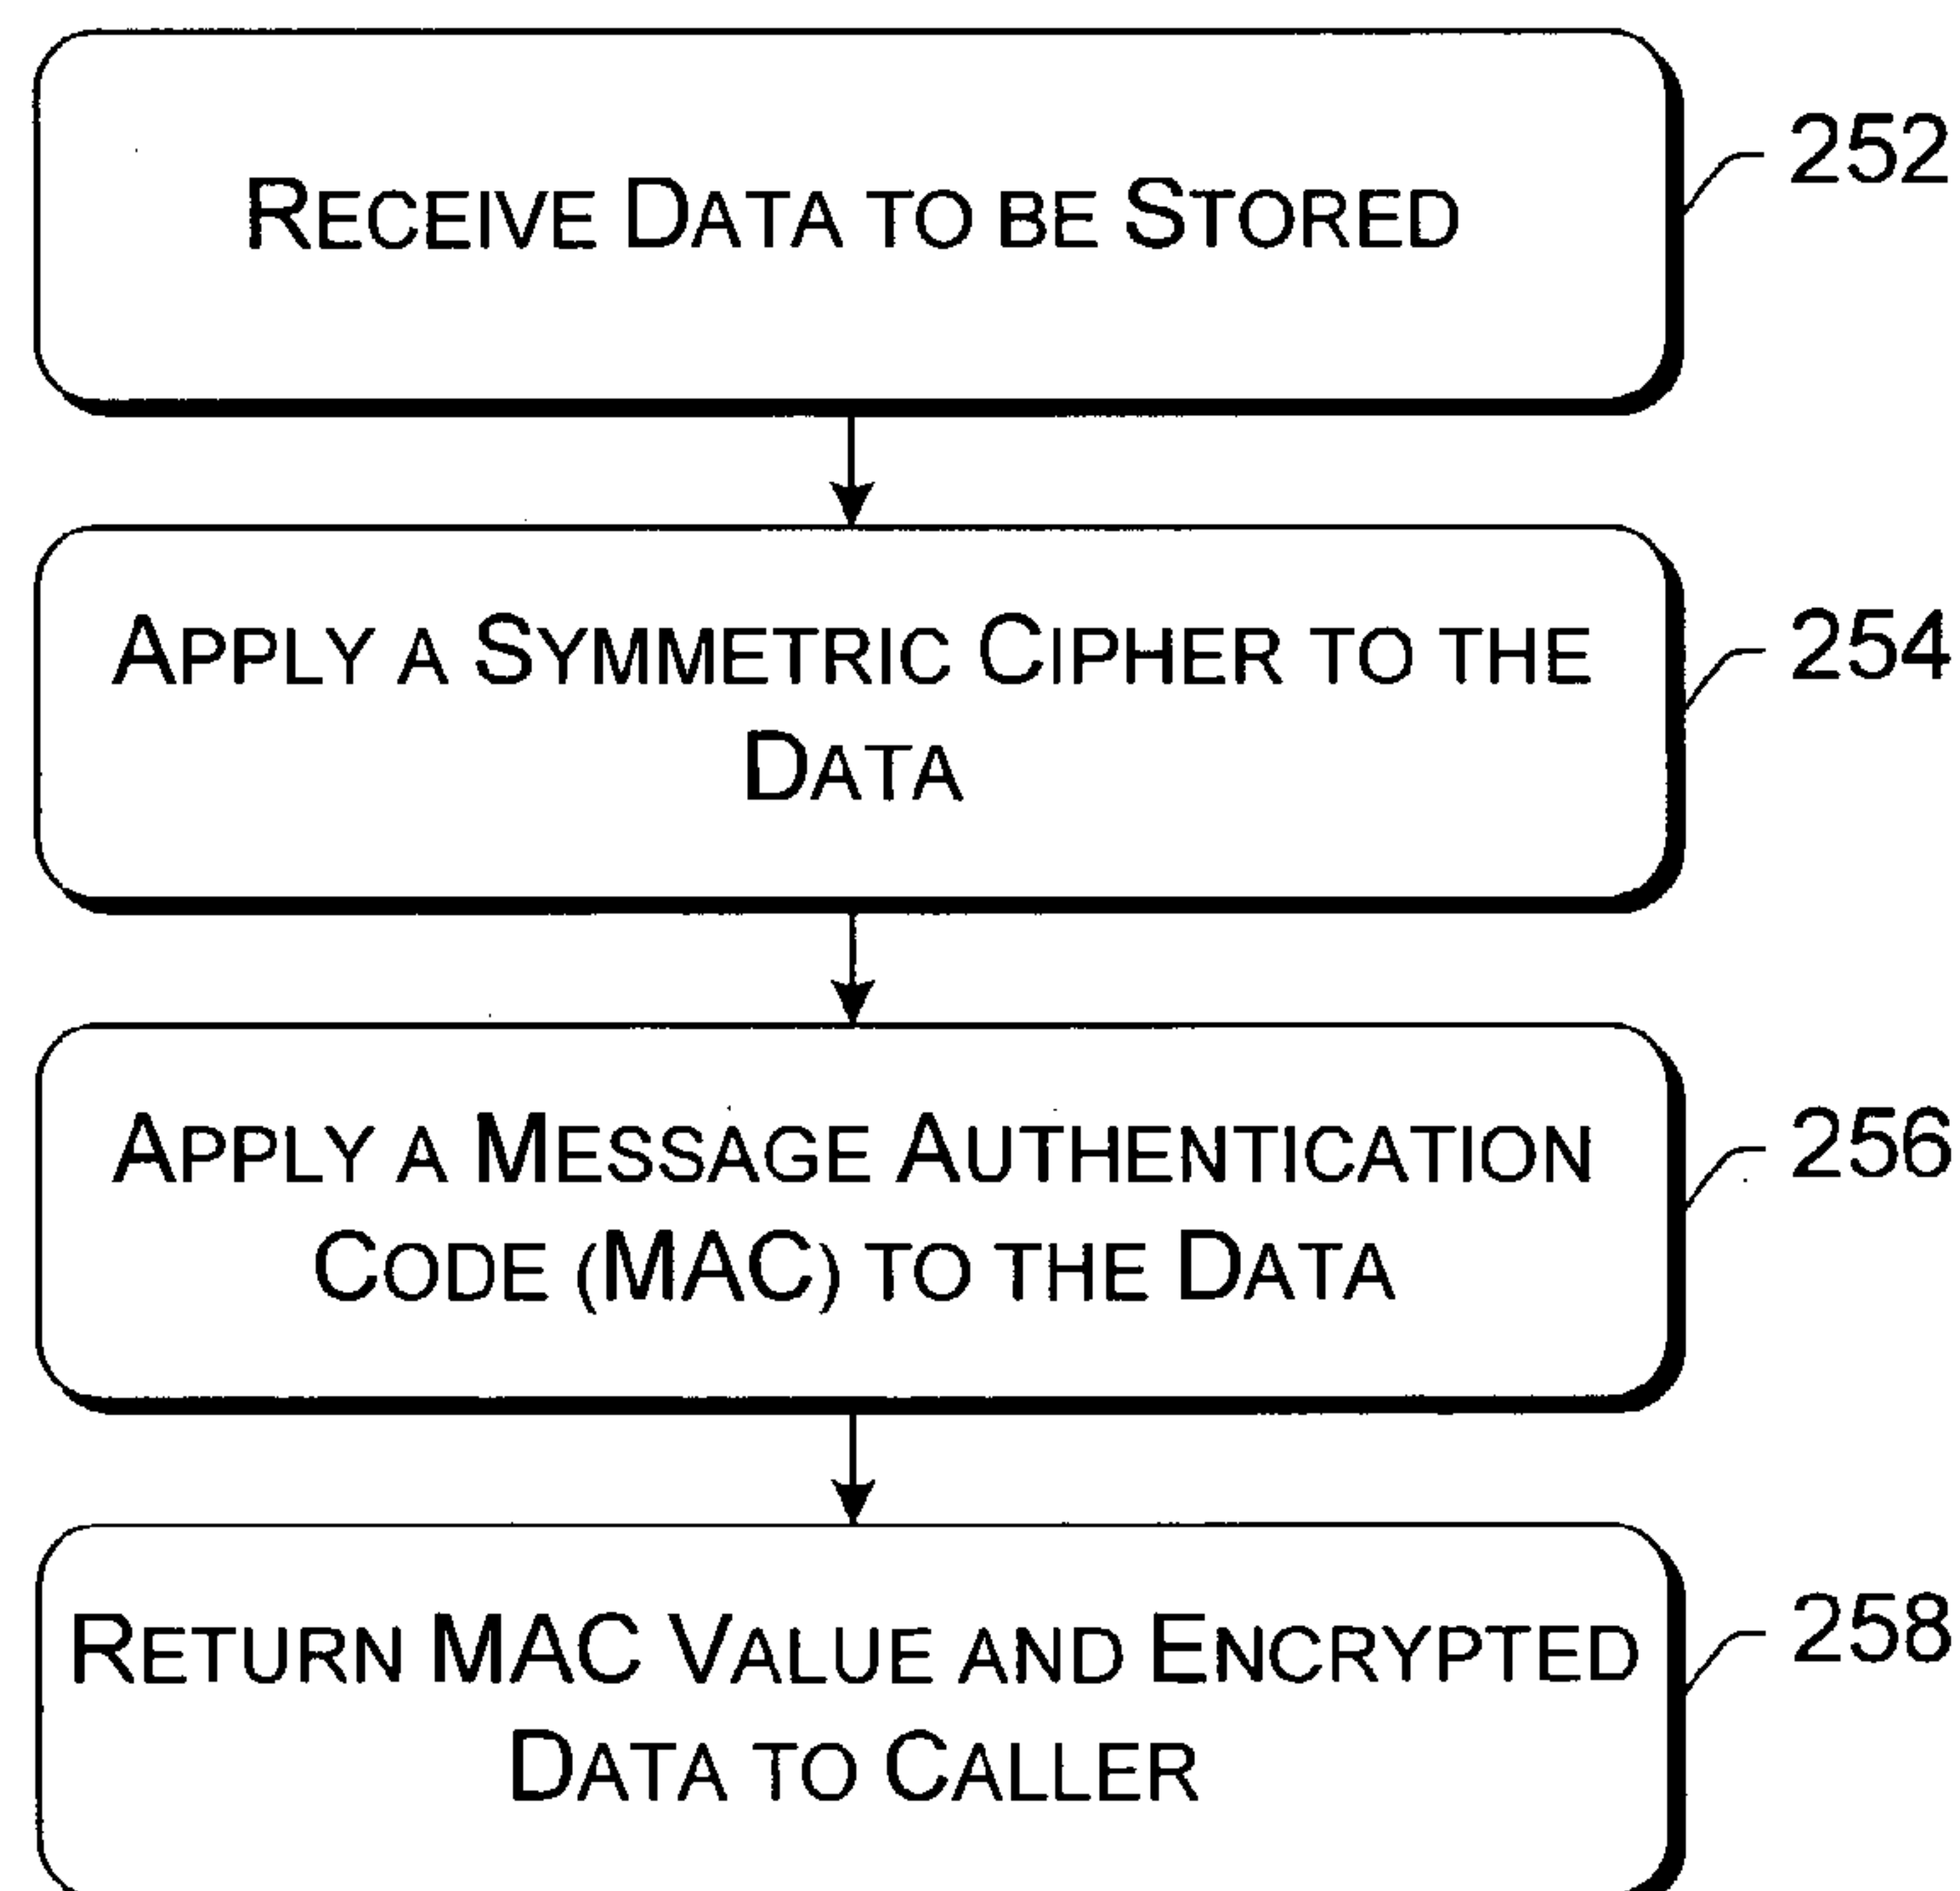 RECEIVE DATA TO BE STORED
252
APPLY A SYMMETRIC CIPHER TO THE
DATA
254
APPLY A MESSAGE AUTHENTICATION
CODE (MAC) TO THE DATA
256
RETURN MAC VALUE AND ENCRYPTED
DATA TO CALLER
258